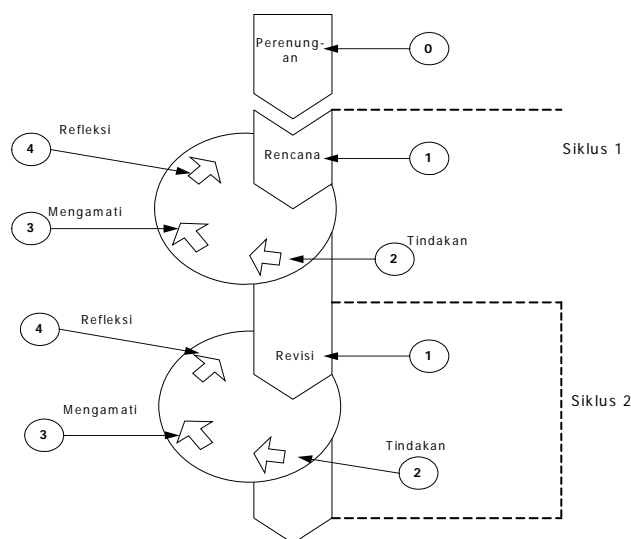 Perenung-
an
0
Refleksi
4
Rencana
1
Siklus 1
Mengamati
3
Tindakan
2
Refleksi
4
Revisi
1
Siklus 2
Mengamati
3
Tindakan
2